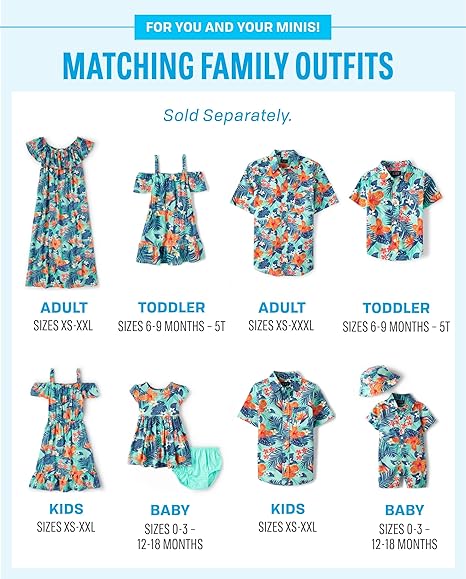 FOR YOU AND YOUR MINIS!
MATCHING FAMILY OUTFITS
Sold Separately.
ADULT
SIZES XS-XXL
TODDLER
SIZES 6-9 MONTHS – 5T
ADULT
SIZES XS-XXXL
TODDLER
SIZES 6-9 MONTHS – 5T
KIDS
SIZES XS-XXL
BABY
SIZES 0-3 –
12-18 MONTHS
KIDS
SIZES XS-XXL
BABY
SIZES 0-3 –
12-18 MONTHS